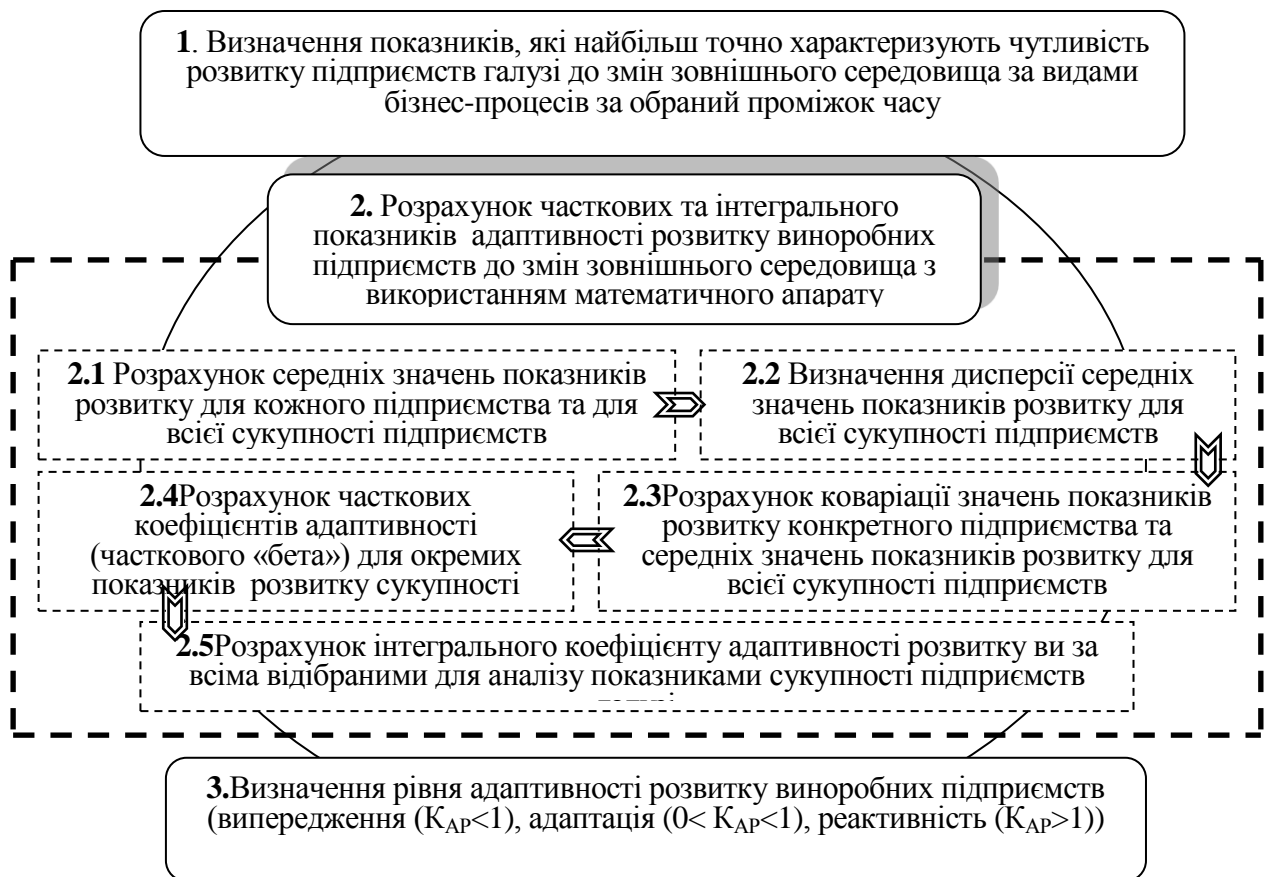 1. Визначення показників, які найбільш точно характеризують чутливість
розвитку підприємств галузі до змін зовнішнього середовища за видами
бізнес-процесів за обраний проміжок часу
2. Розрахунок часткових та інтегрального
показників адаптивності розвитку виноробних
підприємств до змін зовнішнього середовища з
використанням математичного апарату
2.1 Розрахунок середніх значень показників
розвитку для кожного підприємства та для
всієї сукупності підприємств
2.2 Визначення дисперсії середніх
значень показників розвитку для
всієї сукупності підприємств
2.4Розрахунок часткових
коефіцієнтів адаптивності
(часткового «бета») для окремих
показників розвитку сукупності
2.3Розрахунок коваріації значень показників
розвитку конкретного підприємства та
середніх значень показників розвитку для
всієї сукупності підприємств
2.5Розрахунок інтегрального коефіцієнту адаптивності розвитку ви за
всіма відібраними для аналізу показниками сукупності підприємств
3.Визначення рівня адаптивності розвитку виноробних підприємств
(випередження (КАР<1), адаптація (0< КАР<1), реактивність (КАР>1))